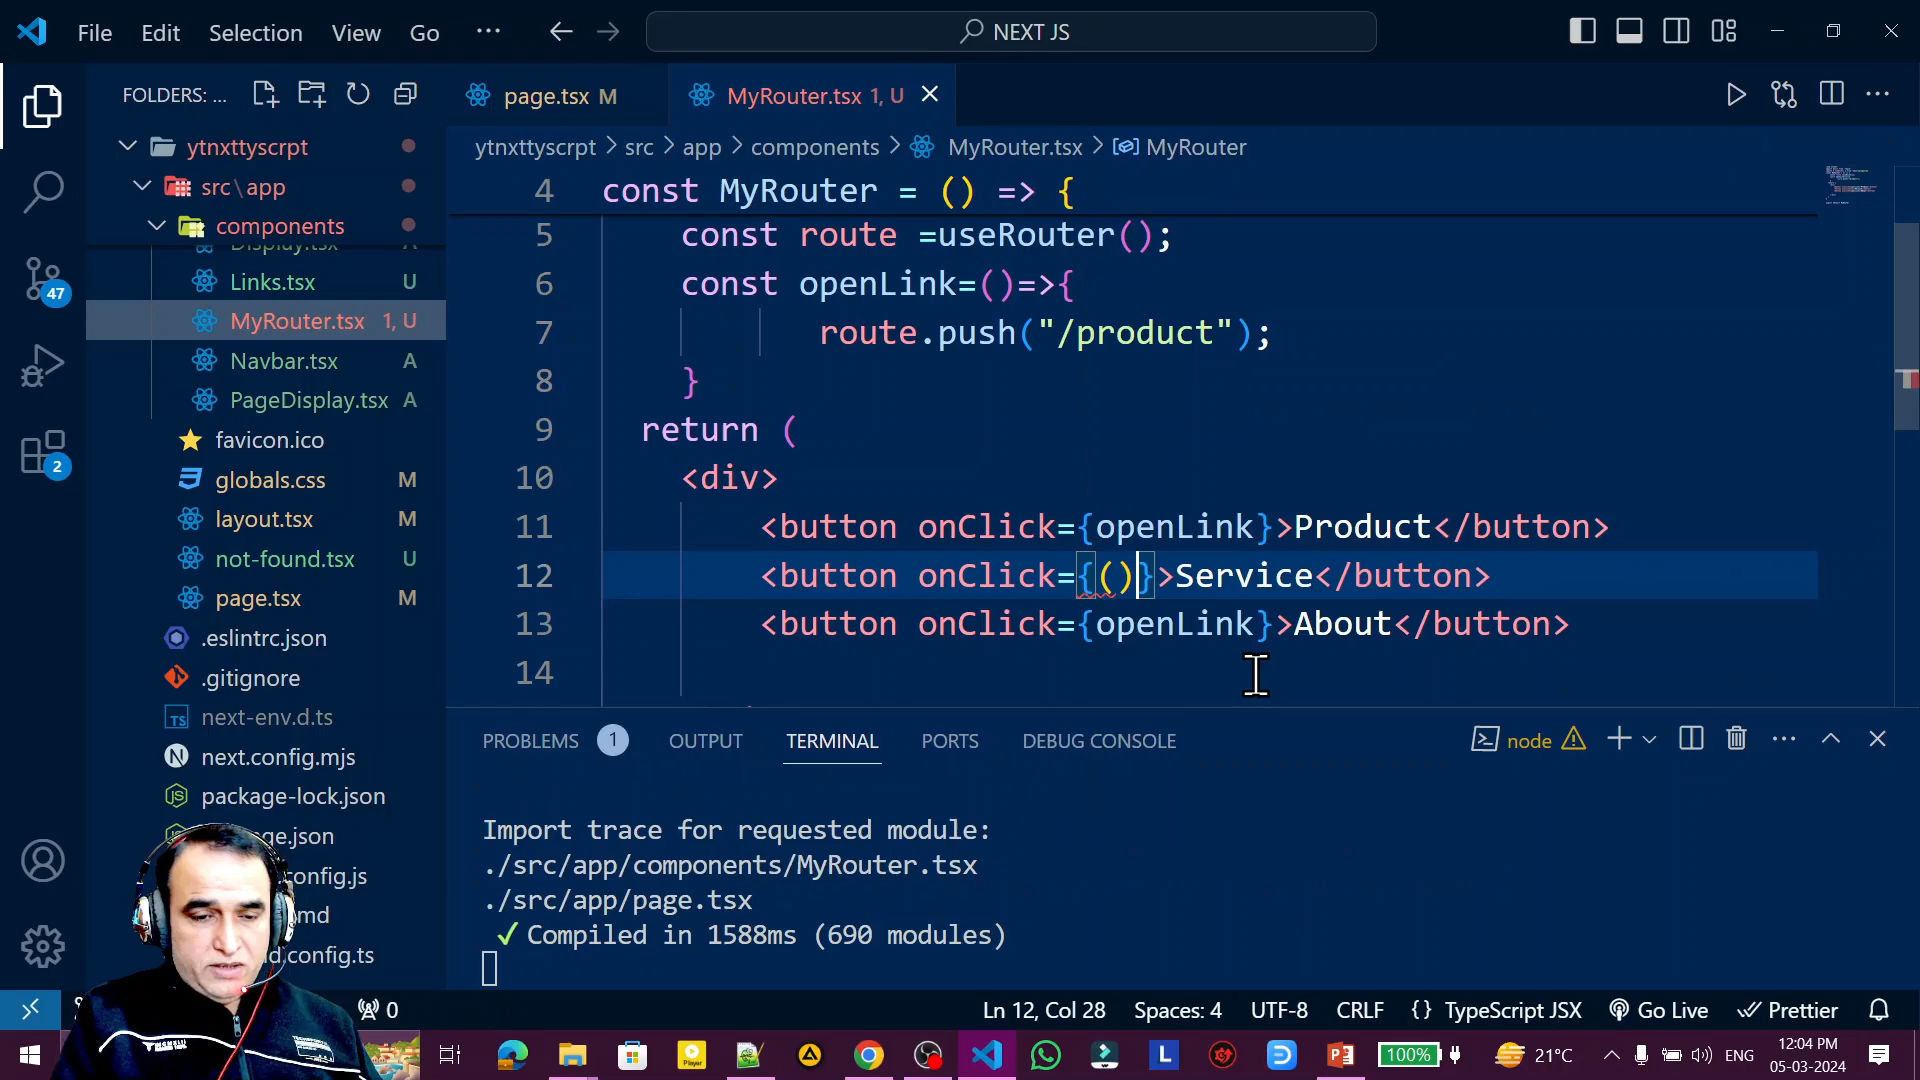 File Edit Selection View Go ··· NEXT JS
FOLDERS: ...
page.tsx M
MyRouter.tsx 1, U
ytnxttyscrpt > src > app > components > MyRouter.tsx > MyRouter
ytnxttyscrpt
src\app
components
Display.tsx A
Links.tsx U
MyRouter.tsx 1, U
Navbar.tsx A
PageDisplay.tsx A
favicon.ico
globals.css M
layout.tsx M
not-found.tsx U
page.tsx M
.eslintrc.json
.gitignore
next-env.d.ts
next.config.mjs
package-lock.json
ge.json
onfig.js
md
d.config.ts
47
2
4 const MyRouter = () => {
5 const route =useRouter();
6 const openLink=()=>{
7 route.push("/product");
8 }
9 return (
10 <div>
11 <button onClick={openLink}>Product</button>
12 <button onClick={()}>Service</button>
13 <button onClick={openLink}>About</button>
14
PROBLEMS 1 OUTPUT TERMINAL PORTS DEBUG CONSOLE node
Import trace for requested module:
./src/app/components/MyRouter.tsx
./src/app/page.tsx
✓ Compiled in 1588ms (690 modules)
0 Ln 12, Col 28 Spaces: 4 UTF-8 CRLF {} TypeScript JSX Go Live Prettier
Player L 100% 21°C ENG 12:04 PM
05-03-2024